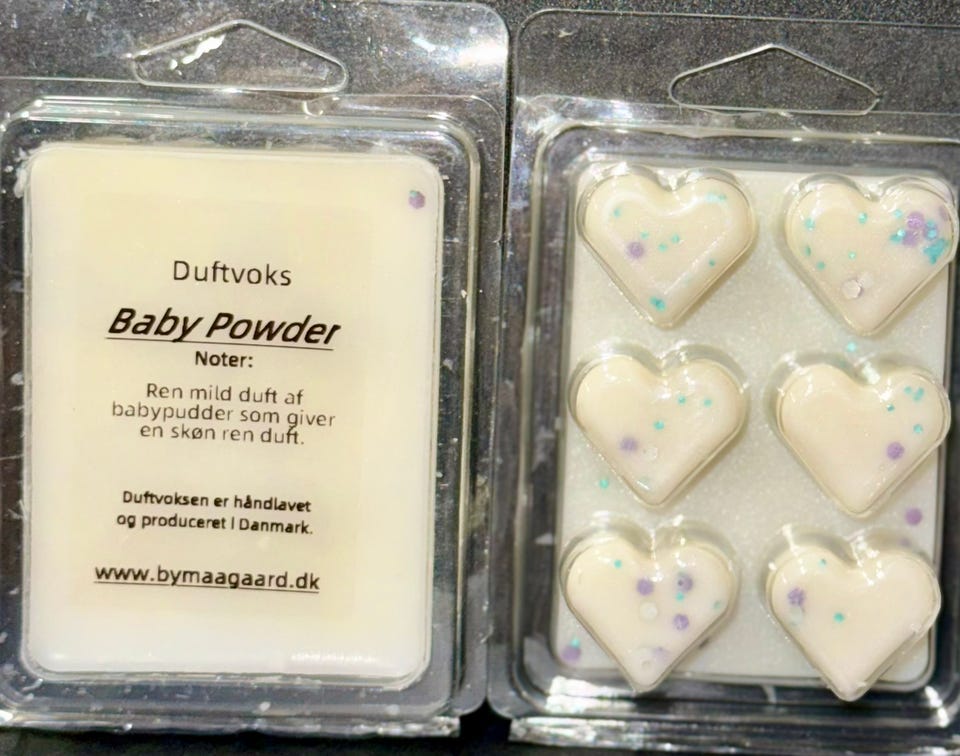 Duftvoks
Baby Powder
Noter:
Ren mild duft af
babypudder som giver
en skøn ren duft.
Duftvoksen er håndlavet
og produceret i Danmark.
www.bymaagaard.dk